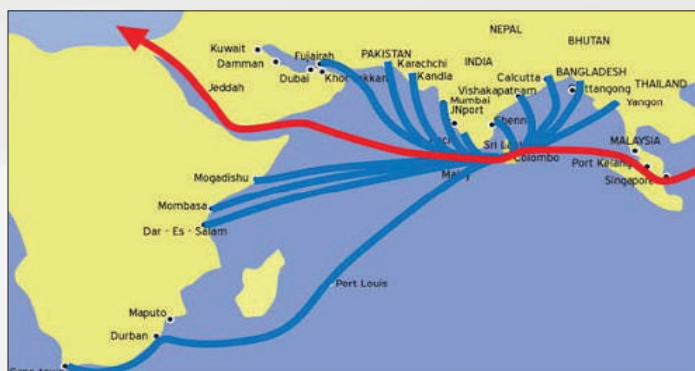 NEPAL
BHUTAN
Kuwait
Fujairah
PAKISTAN
INDIA
Damman
Karachchi
Calcutta
BANGLADESH
Dubai
Kandla
THAILAND
Jeddah
Vishakapatnam
Mumbai
Yangon
JNport
MALAYSIA
Colombo
Port Kelang
Mogadishu
Singapore
Mombasa
Dar - Es - Salam
Port Louis
Maputo
Durban